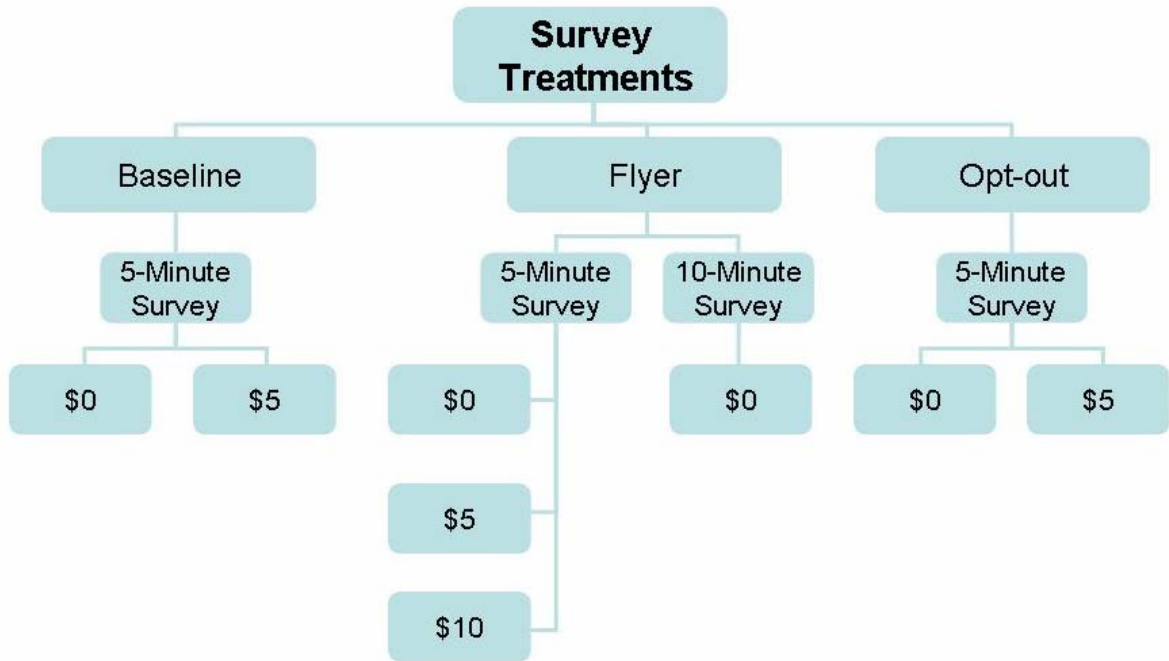 Survey
Treatments
Baseline
Flyer
Opt-out
5-Minute
Survey
5-Minute
Survey
10-Minute
Survey
5-Minute
Survey
$0
$5
$0
$0
$0
$5
$5
$10